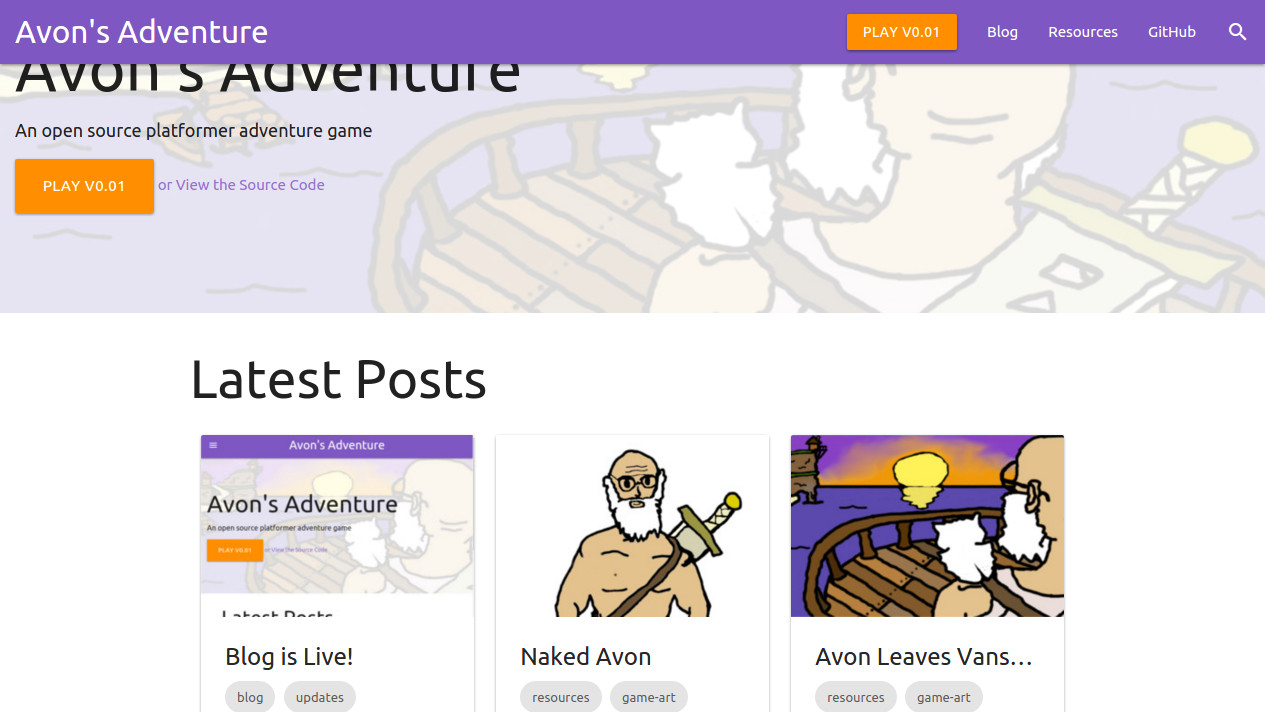 Avon's Adventure
PLAY V0.01 Blog Resources GitHub
Avon's Adventure
An open source platformer adventure game
PLAY V0.01 or View the Source Code
Latest Posts
Avon's Adventure
Avon's Adventure
An open source platformer adventure game
PLAY V0.01 or View The Source Code
Latest Posts
Blog is Live!
blog updates
Naked Avon
resources game-art
Avon Leaves Vans...
resources game-art